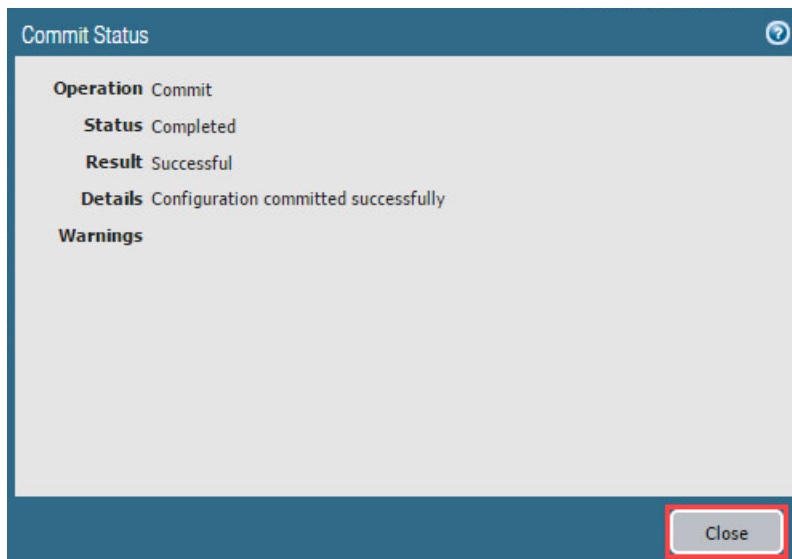 Commit Status
?
Operation Commit
Status Completed
Result Successful
Details Configuration committed successfully
Warnings
Close